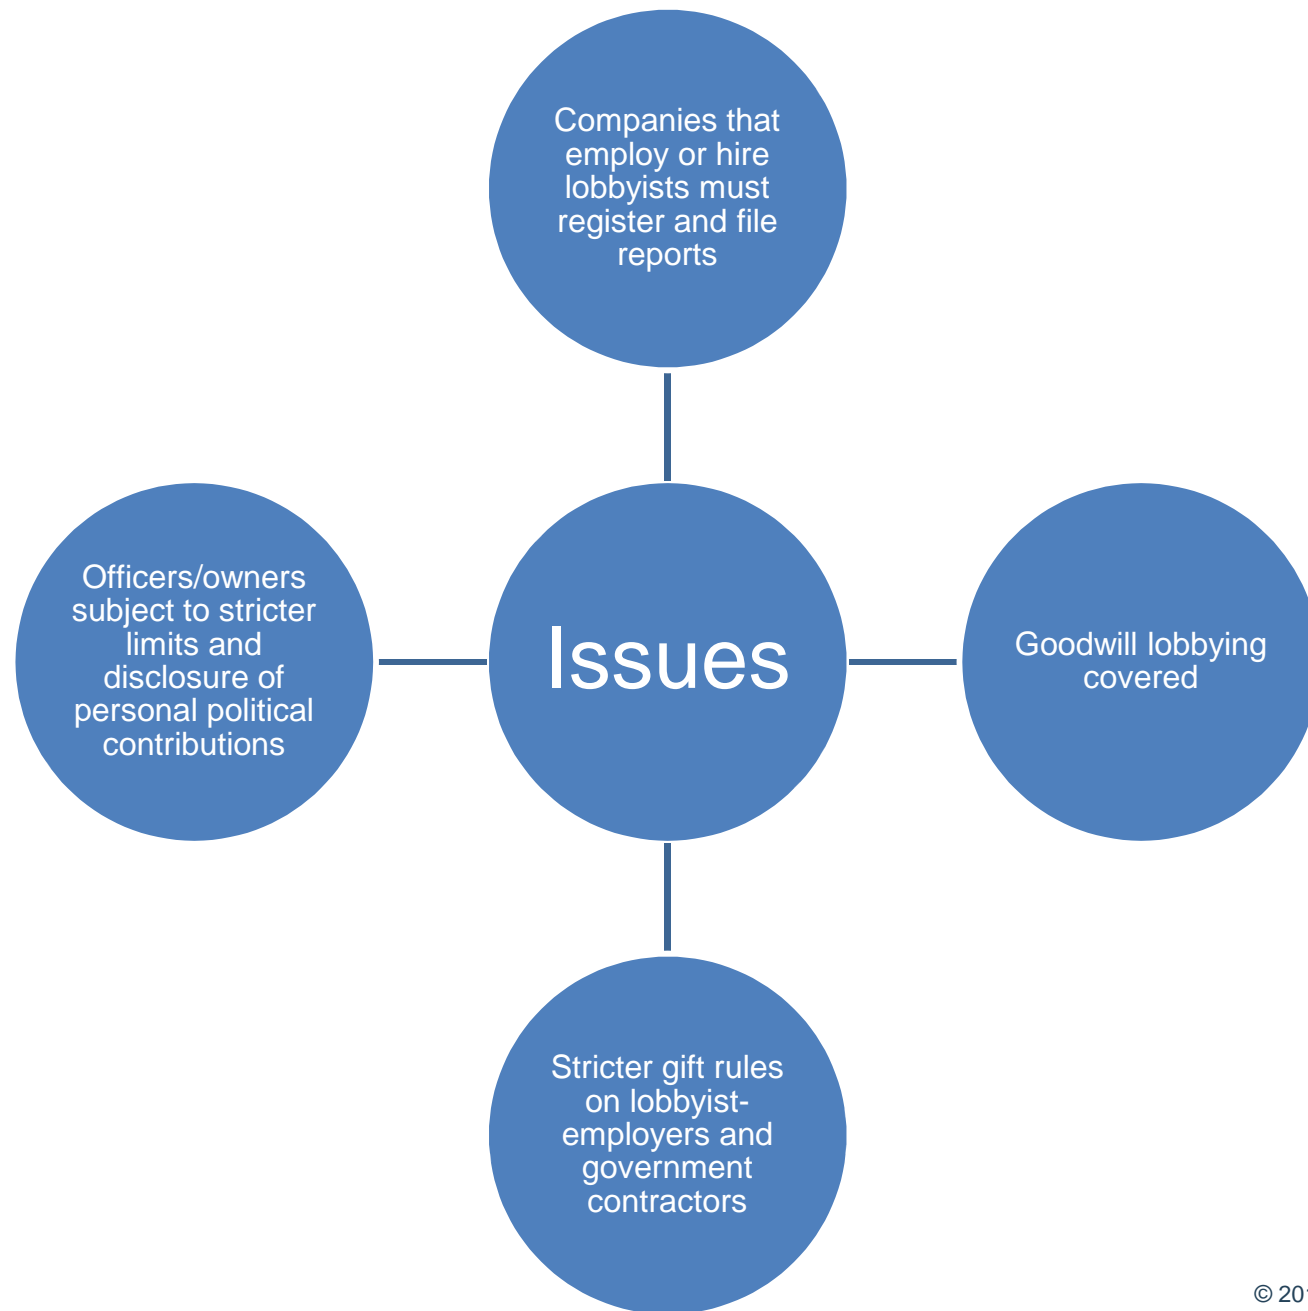 Companies that
employ or hire
lobbyists must
register and file
reports
Officers/owners
subject to stricter
limits and
disclosure of
personal political
contributions
Issues
Goodwill lobbying
covered
Stricter gift rules
on lobbyist-
employers and
government
contractors
©